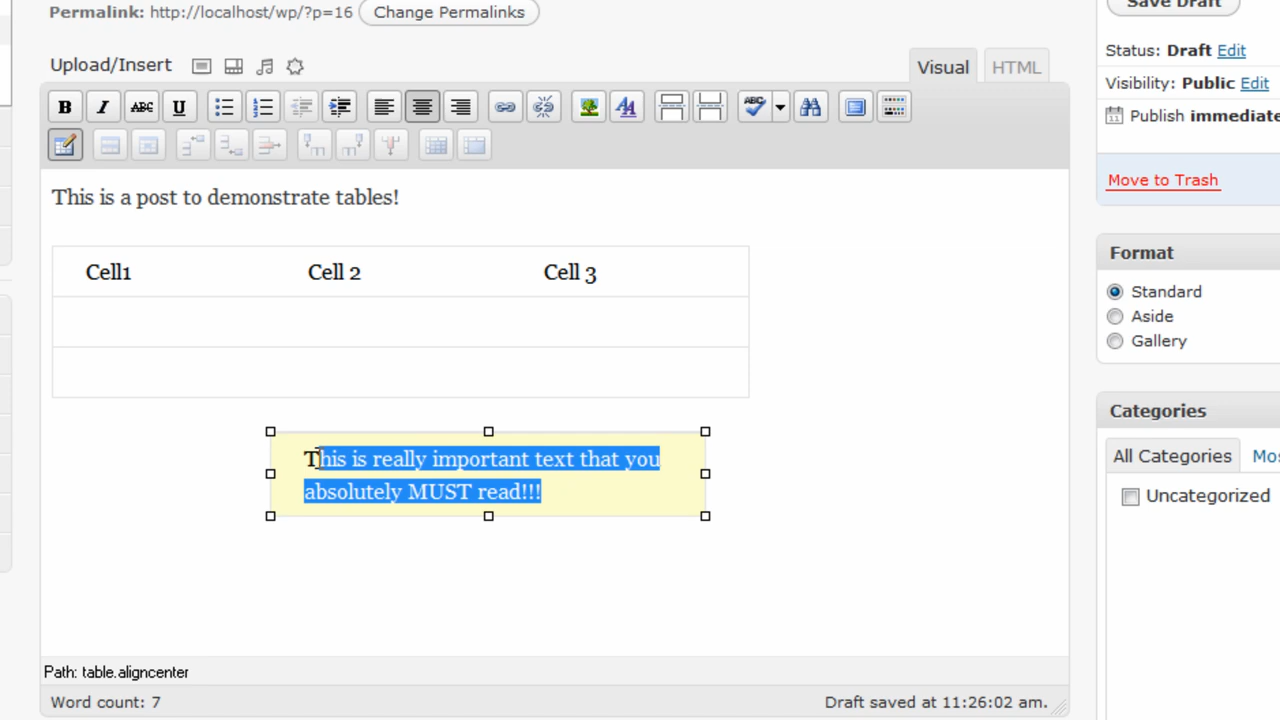 Permalink: http://localhost/wp/?p=16 Change Permalinks
Save Draft
Upload/Insert
Visual HTML
Status: Draft Edit
Visibility: Public Edit
11 Publish immediate
B I ABC U ABC
Move to Trash
This is a post to demonstrate tables!
Cell1 Cell 2 Cell 3
Format
Standard
Aside
Gallery
This is really important text that you
absolutely MUST read!!!
Categories
All Categories Mos
Uncategorized
Path: table.aligncenter
Word count: 7 Draft saved at 11:26:02 am.